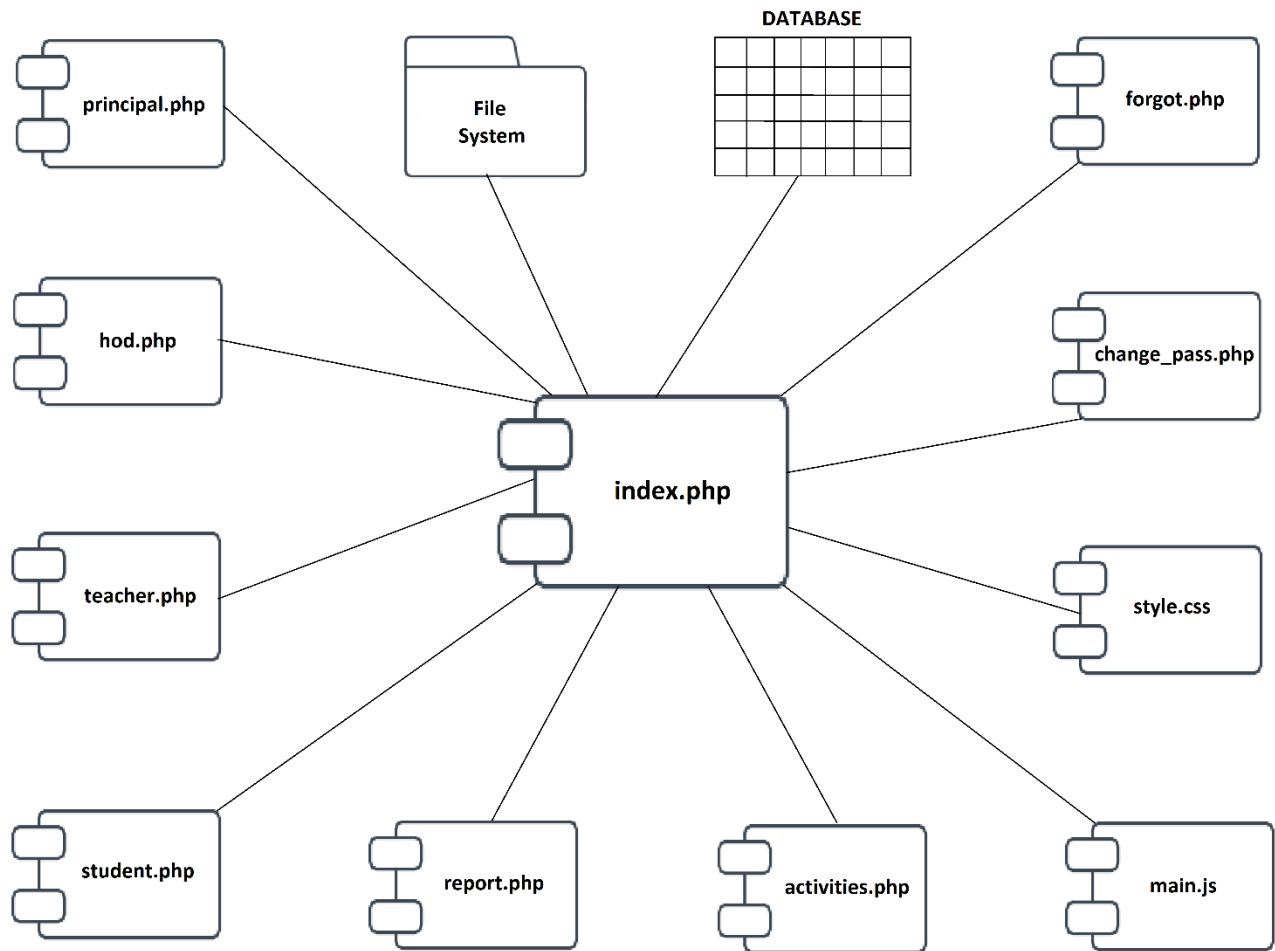 DATABASE
principal.php
File
System
forgot.php
hod.php
change_pass.php
index.php
teacher.php
style.css
student.php
report.php
activities.php
main.js